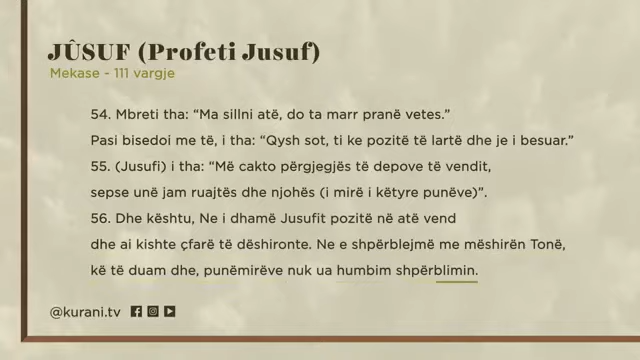 JÛSUF (Profeti Jusuf)
Mekase - 111 vargje
54. Mbreti tha: “Ma sillni atë, do ta marr pranë vetes.”
Pasi bisedoi me të, i tha: “Qysh sot, ti ke pozitë të lartë dhe je i besuar.”
55. (Jusufi) i tha: “Më cakto përgjegjës të depove të vendit,
sepse unë jam ruajtës dhe njohës (i mirë i këtyre punëve)”.
56. Dhe kështu, Ne i dhamë Jusufit pozitë në atë vend
dhe ai kishte çfarë të dëshironte. Ne e shpërblejmë me mëshirën Tonë,
kë të duam dhe, punëmirëve nuk ua humbim shpërblimin.
@kurani.tv